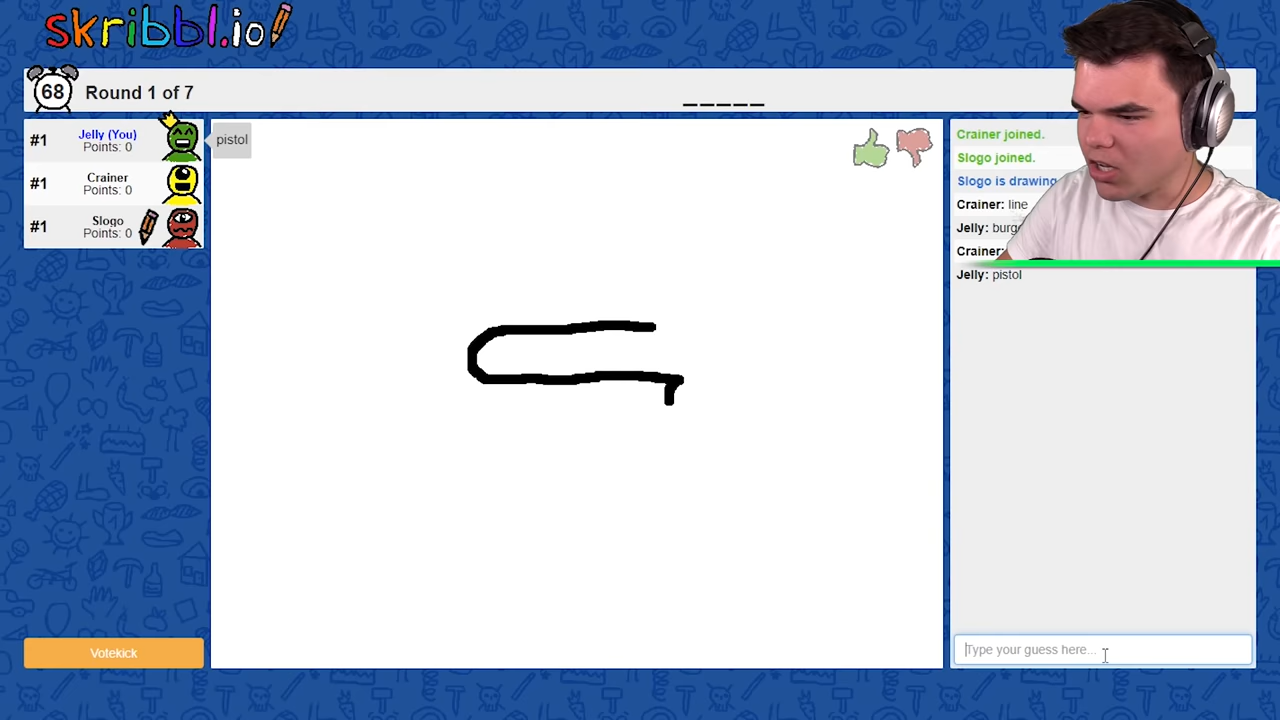 skribbl.io
68 Round 1 of 7 _____
#1 Jelly (You)
Points: 0
pistol
#1 Crainer
Points: 0
#1 Slogo
Points: 0
Votekick
Crainer joined.
Slogo joined.
Slogo is drawing
Crainer: line
Jelly:
Crainer:
Jelly: pistol
Type your guess here...